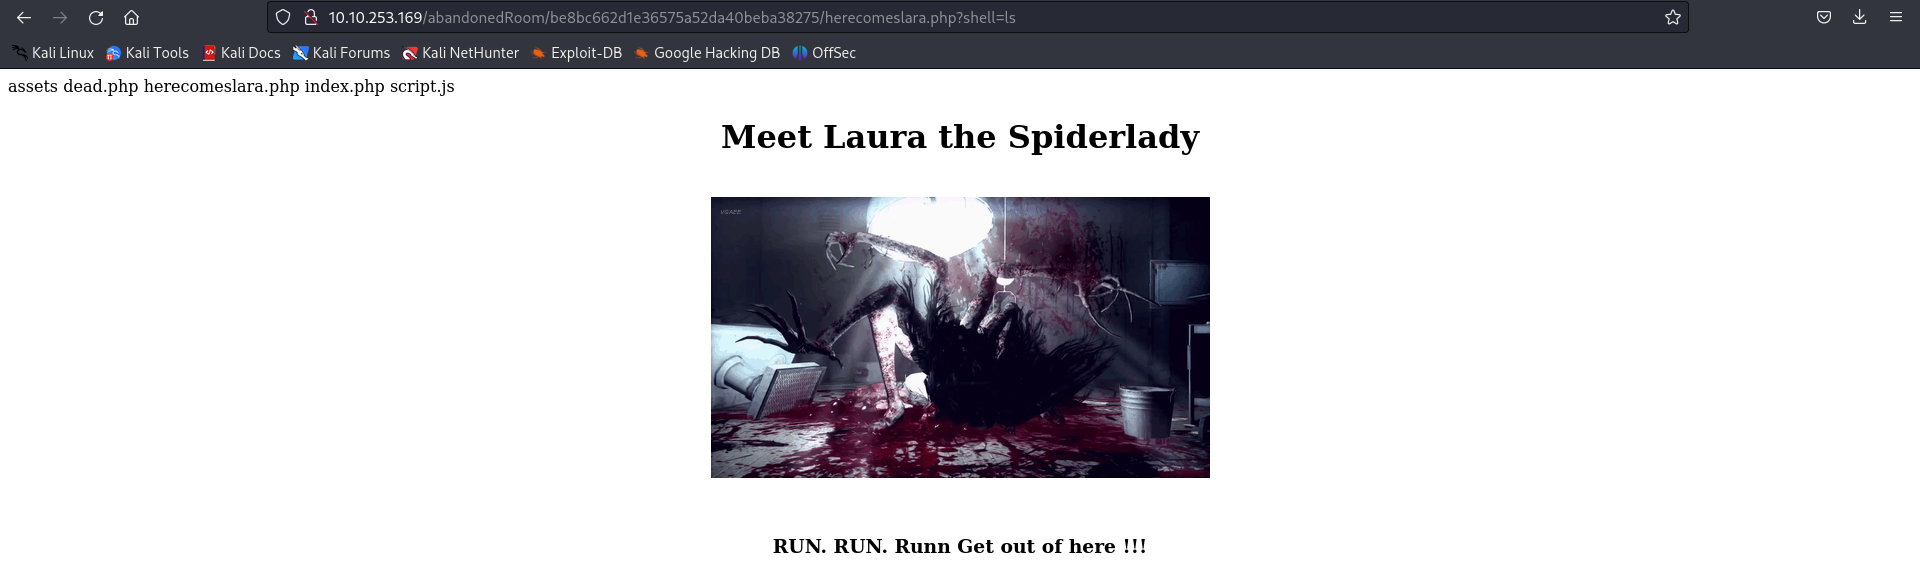 10.10.253.169/abandonedRoom/be8bc662d1e36575a52da40beba38275/herecomeslara.php?shell=ls
Kali Linux Kali Tools Kali Docs Kali Forums Kali NetHunter Exploit-DB Google Hacking DB OffSec
assets dead.php herecomeslara.php index.php script.js
Meet Laura the Spiderlady
RUN. RUN. Runn Get out of here !!!